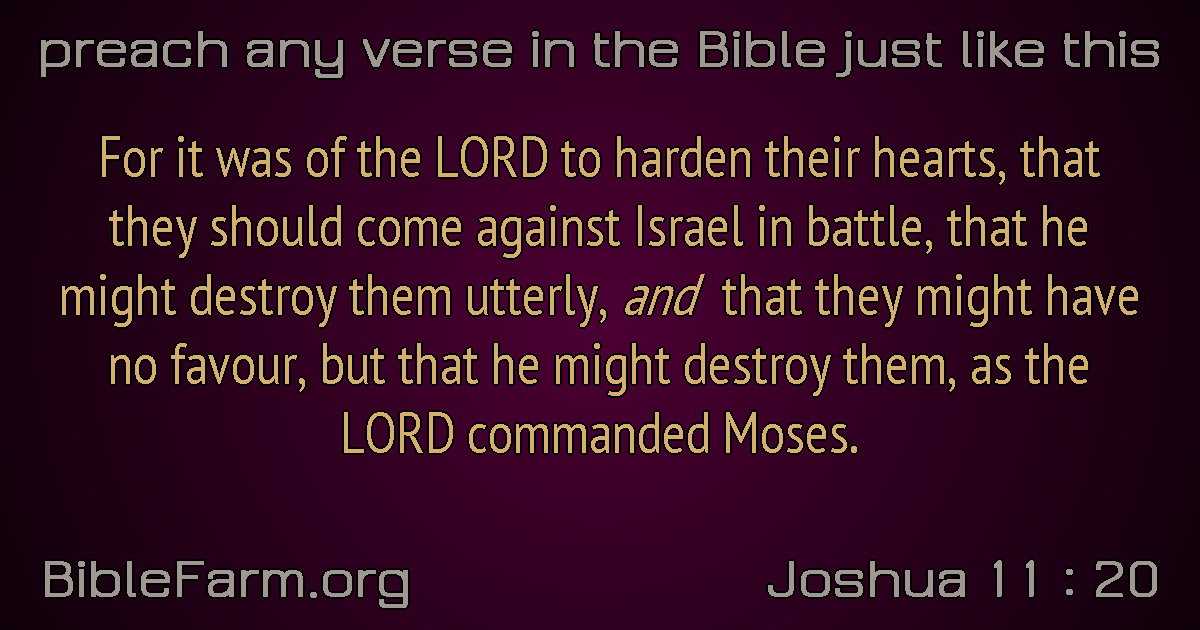 preach any verse in the Bible just like this
For it was of the LORD to harden their hearts, that
they should come against Israel in battle, that he
might destroy them utterly, and that they might have
no favour, but that he might destroy them, as the
LORD commanded Moses.
BibleFarm.org
Joshua 11 : 20